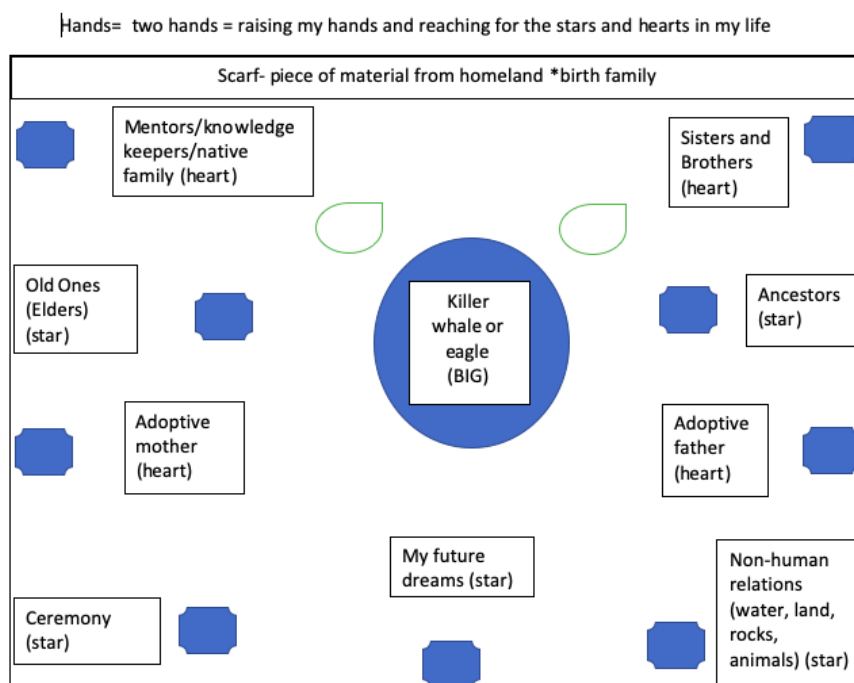 Hands= two hands = raising my hands and reaching for the stars and hearts in my life
Scarf- piece of material from homeland *birth family
Mentors/knowledge
keepers/native
family (heart)
Sisters and
Brothers
(heart)
Old Ones
(Elders)
(star)
Killer
whale or
eagle
(BIG)
Ancestors
(star)
Adoptive
mother
(heart)
Adoptive
father
(heart)
My future
dreams (star)
Non-human
relations
(water, land,
rocks,
animals) (star)
Ceremony
(star)